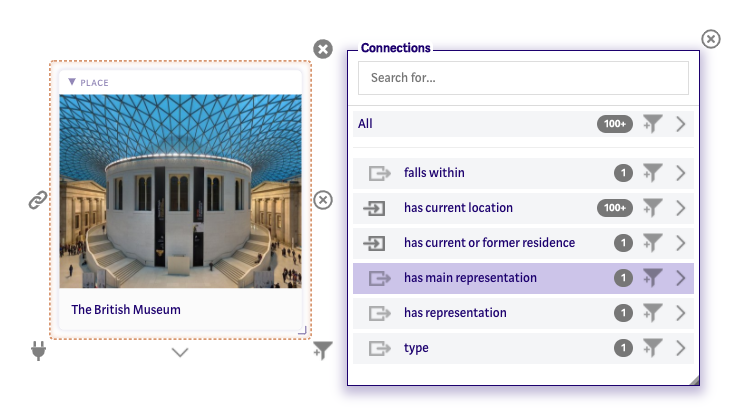 PLACE
The British Museum
Connections
Search for...
All 100+
falls within 1
has current location 100+
has current or former residence 1
has main representation 1
has representation 1
type 1